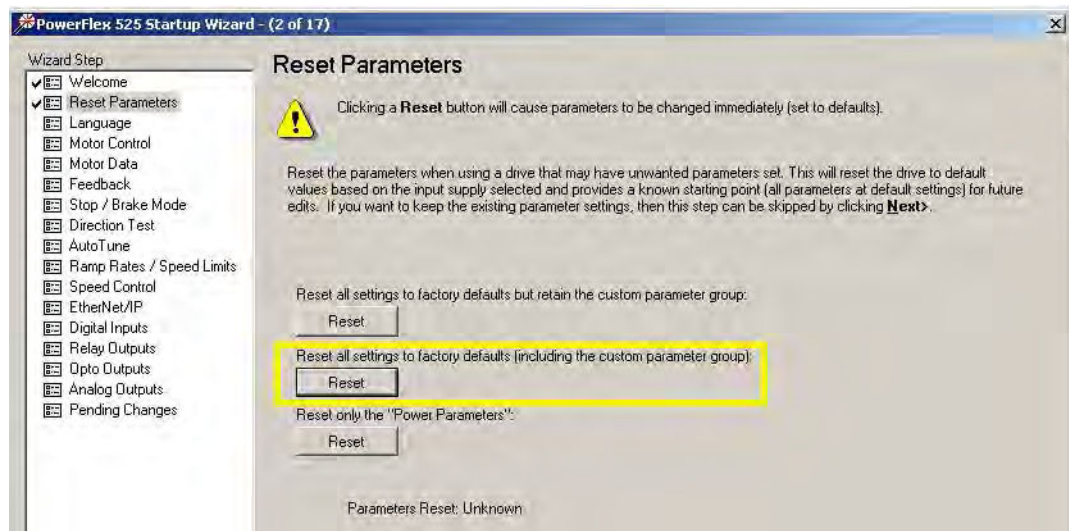 PowerFlex 525 Startup Wizard - (2 of 17)
Wizard Step
Welcome
Reset Parameters
Language
Motor Control
Motor Data
Feedback
Stop / Brake Mode
Direction Test
AutoTune
Ramp Rates / Speed Limits
Speed Control
EtherNet/IP
Digital Inputs
Relay Outputs
Opto Outputs
Analog Outputs
Pending Changes
Reset Parameters
Clicking a Reset button will cause parameters to be changed immediately (set to defaults).
Reset the parameters when using a drive that may have unwanted parameters set. This will reset the drive to default
values based on the input supply selected and provides a known starting point (all parameters at default settings) for future
edits. If you want to keep the existing parameter settings, then this step can be skipped by clicking Next>.
Reset all settings to factory defaults but retain the custom parameter group:
Reset
Reset all settings to factory defaults (including the custom parameter group):
Reset
Reset only the "Power Parameters":
Reset
Parameters Reset: Unknown